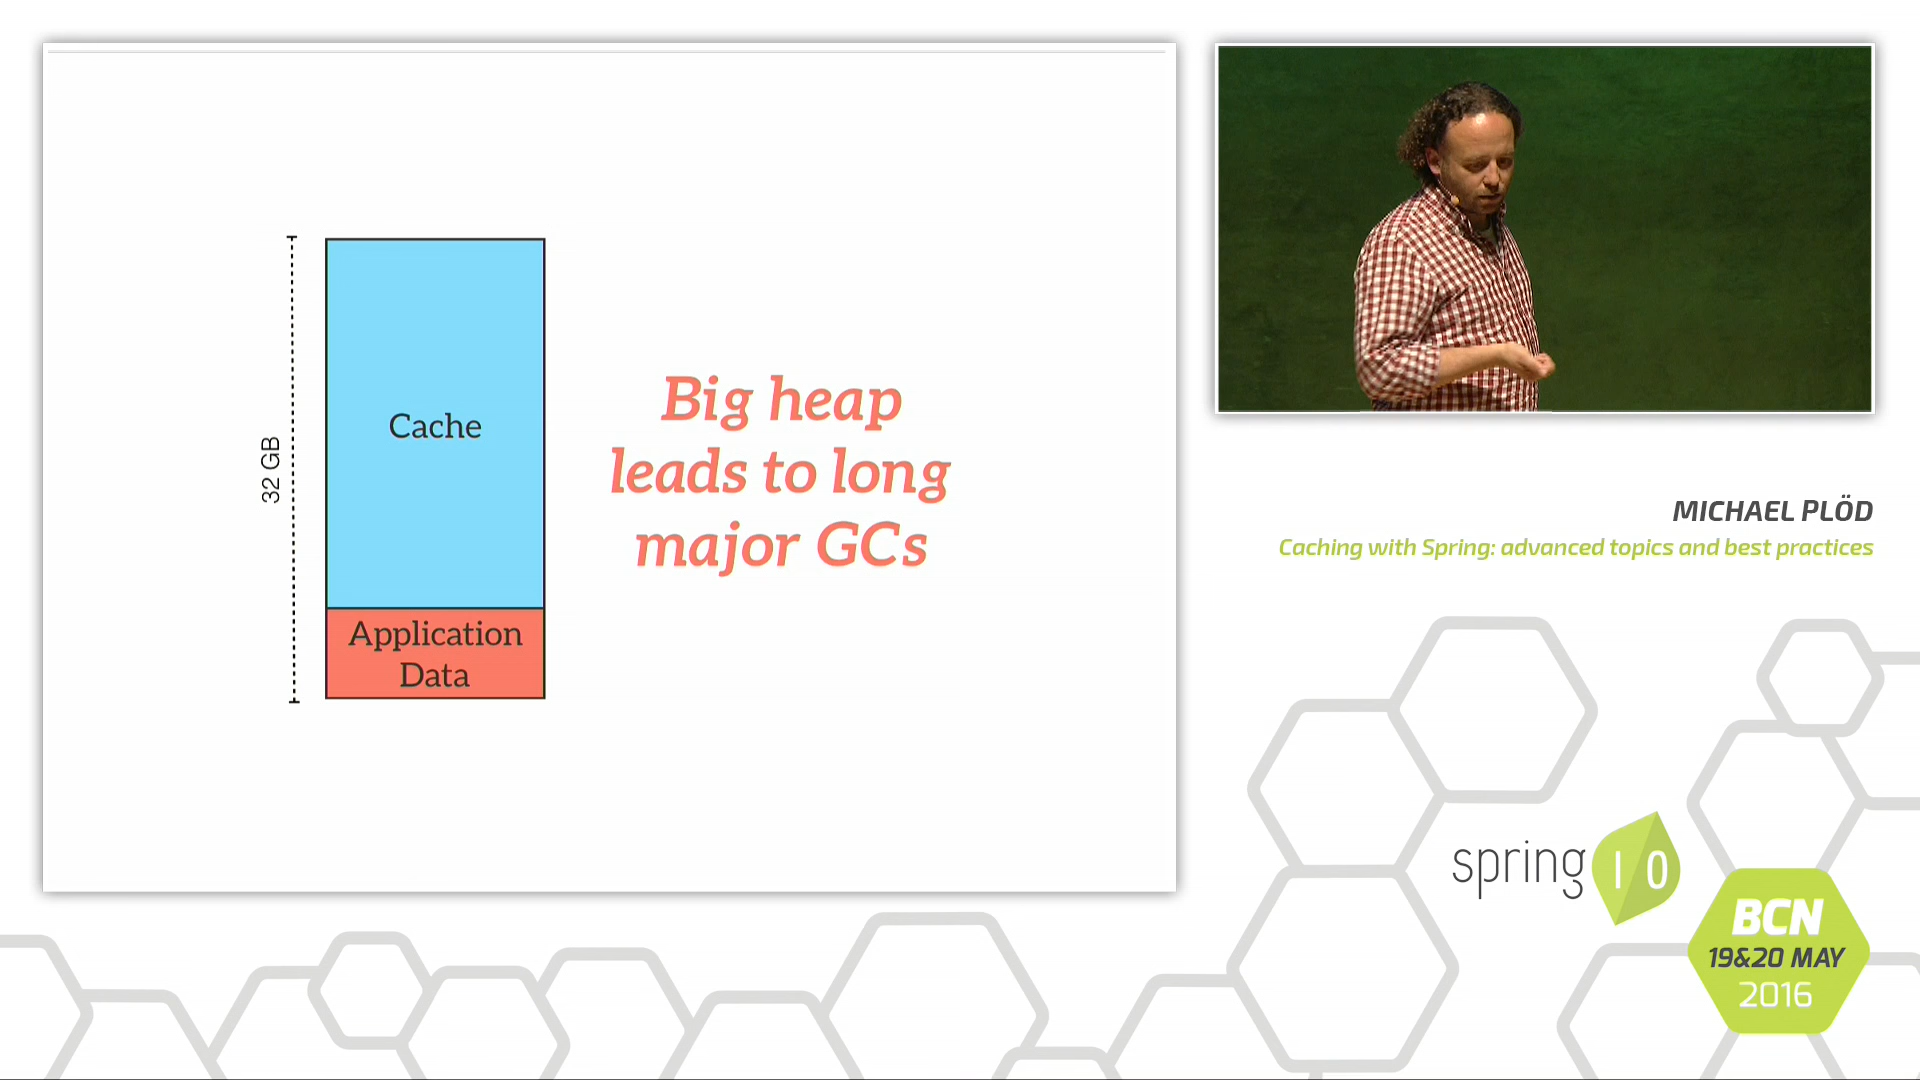 32 GB
Cache
Application
Data
Big heap
leads to long
major GCs
MICHAEL PLÖD
Caching with Spring: advanced topics and best practices
spring IO
BCN
19&20 MAY
2016